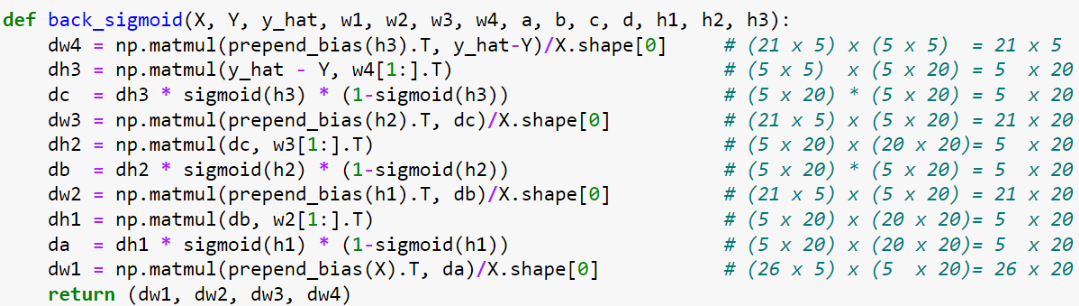 def back_sigmoid(X, Y, y_hat, w1, w2, w3, w4, a, b, c, d, h1, h2, h3):
    dw4 = np.matmul(prepend_bias(h3).T, y_hat-Y)/X.shape[0]     # (21 x 5) x (5 x 5)  = 21 x 5
    dh3 = np.matmul(y_hat - Y, w4[1:].T)                        # (5 x 5)  x (5 x 20) = 5  x 20
    dc  = dh3 * sigmoid(h3) * (1-sigmoid(h3))                   # (5 x 20) * (5 x 20) = 5  x 20
    dw3 = np.matmul(prepend_bias(h2).T, dc)/X.shape[0]          # (21 x 5) x (5 x 20) = 21 x 20
    dh2 = np.matmul(dc, w3[1:].T)                               # (5 x 20) x (20 x 20)= 5  x 20
    db  = dh2 * sigmoid(h2) * (1-sigmoid(h2))                   # (5 x 20) * (5 x 20) = 5  x 20
    dw2 = np.matmul(prepend_bias(h1).T, db)/X.shape[0]          # (21 x 5) x (5 x 20) = 21 x 20
    dh1 = np.matmul(db, w2[1:].T)                               # (5 x 20) x (20 x 20)= 5  x 20
    da  = dh1 * sigmoid(h1) * (1-sigmoid(h1))                   # (5 x 20) x (20 x 20)= 5  x 20
    dw1 = np.matmul(prepend_bias(X).T, da)/X.shape[0]           # (26 x 5) x (5  x 20)= 26 x 20
    return (dw1, dw2, dw3, dw4)